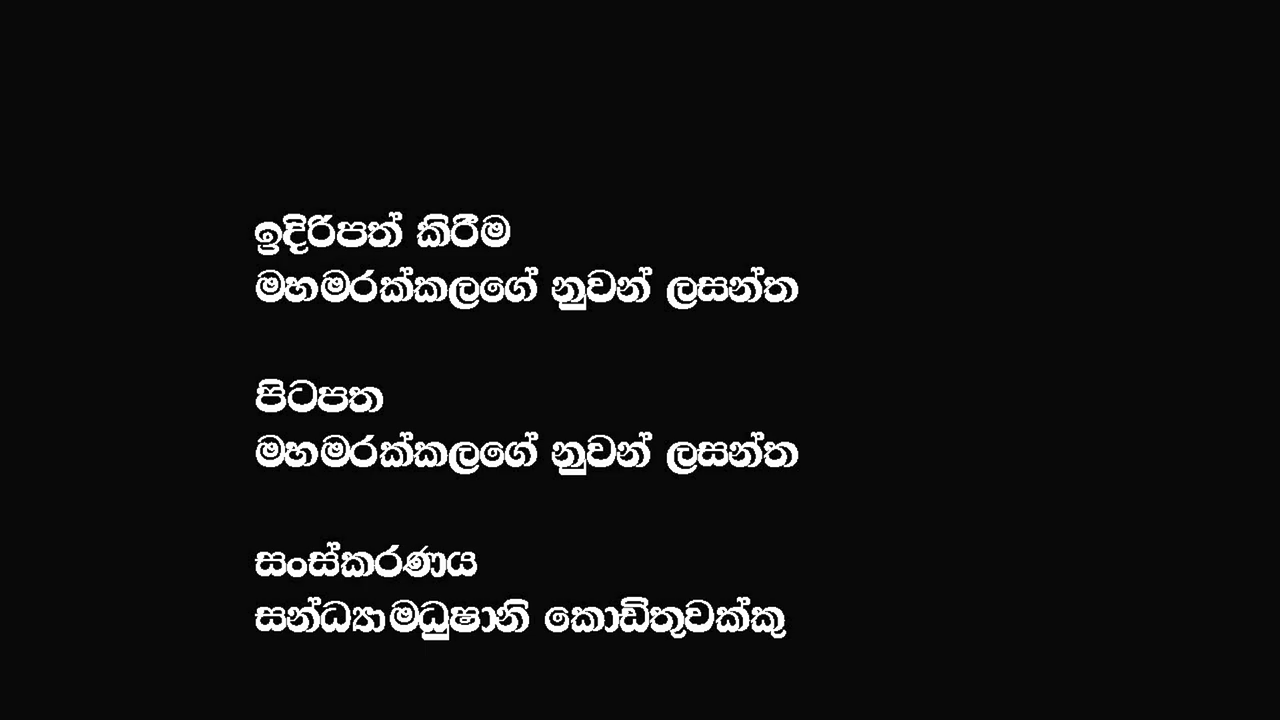 ඉදිරිපත් කිරීම
මහමරක්කලගේ නුවන් ලසන්ත
පිටපත
මහමරක්කලගේ නුවන් ලසන්ත
සංස්කරණය
සන්ධ්‍යාමධුෂානි කොඩිතුවක්කු